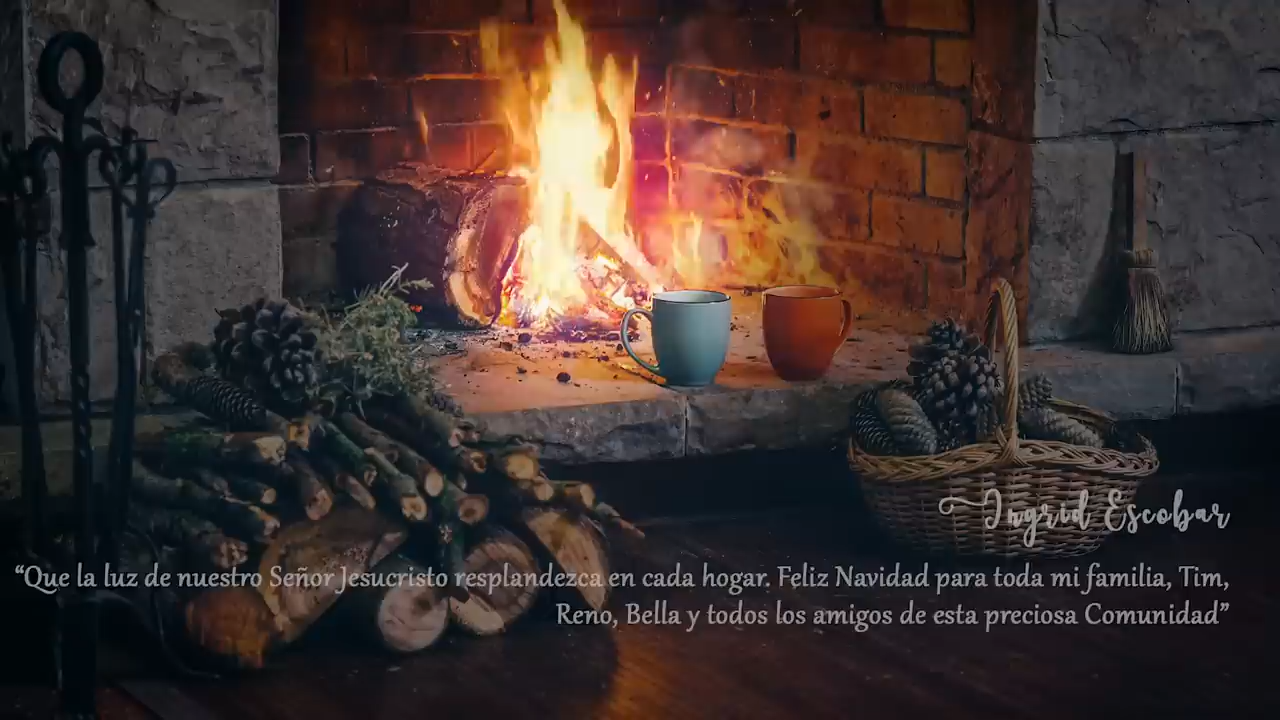 Ingrid Escobar
“Que la luz de nuestro Señor Jesucristo resplandezca en cada hogar. Feliz Navidad para toda mi familia, Tim,
Reno, Bella y todos los amigos de esta preciosa Comunidad”